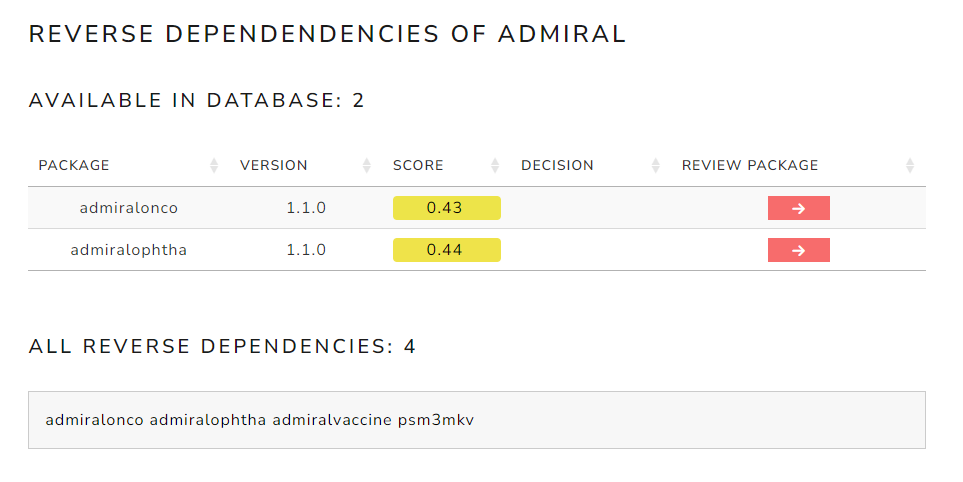 REVERSE DEPENDENDENCIES OF ADMIRAL
AVAILABLE IN DATABASE: 2
PACKAGE VERSION SCORE DECISION REVIEW PACKAGE
admiralonco 1.1.0 0.43
admiralophtha 1.1.0 0.44
ALL REVERSE DEPENDENCIES: 4
admiralonco admiralophtha admiralvaccine psm3mkv